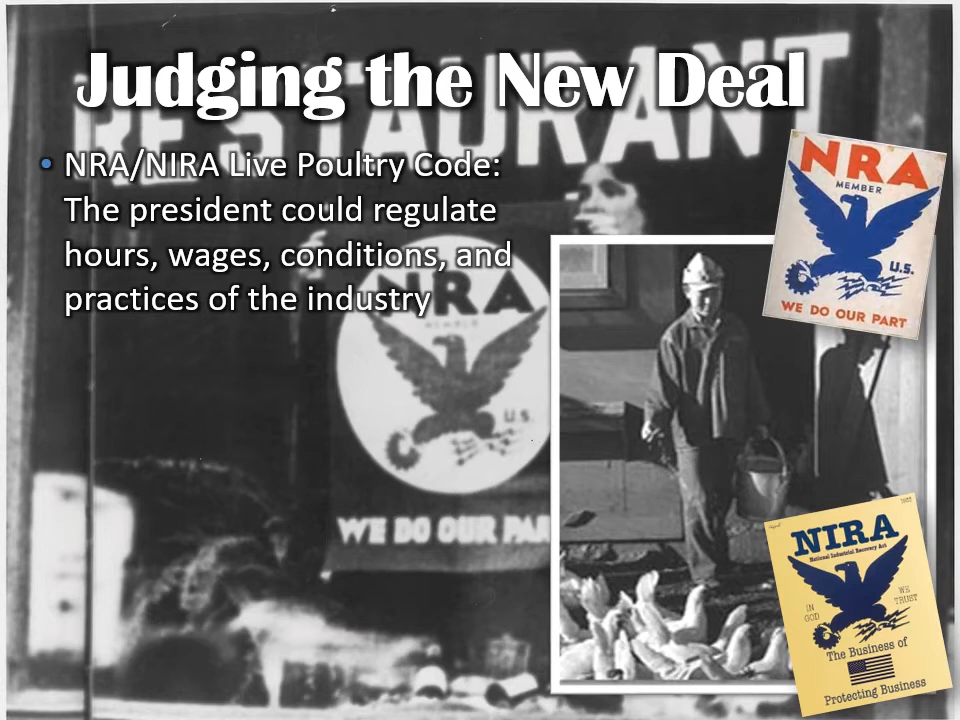 Judging the New Deal
RESTAURANT
• NRA/NIRA Live Poultry Code:
The president could regulate
hours, wages, conditions, and
practices of the industry
NRA
MEMBER
U.S.
WE DO OUR PART
NRA
MEMBER
U.S.
WE DO OUR PAR
NIRA
National Industrial Recovery Act
IN
GOD
WE
TRUST
The Business of
Protecting Business